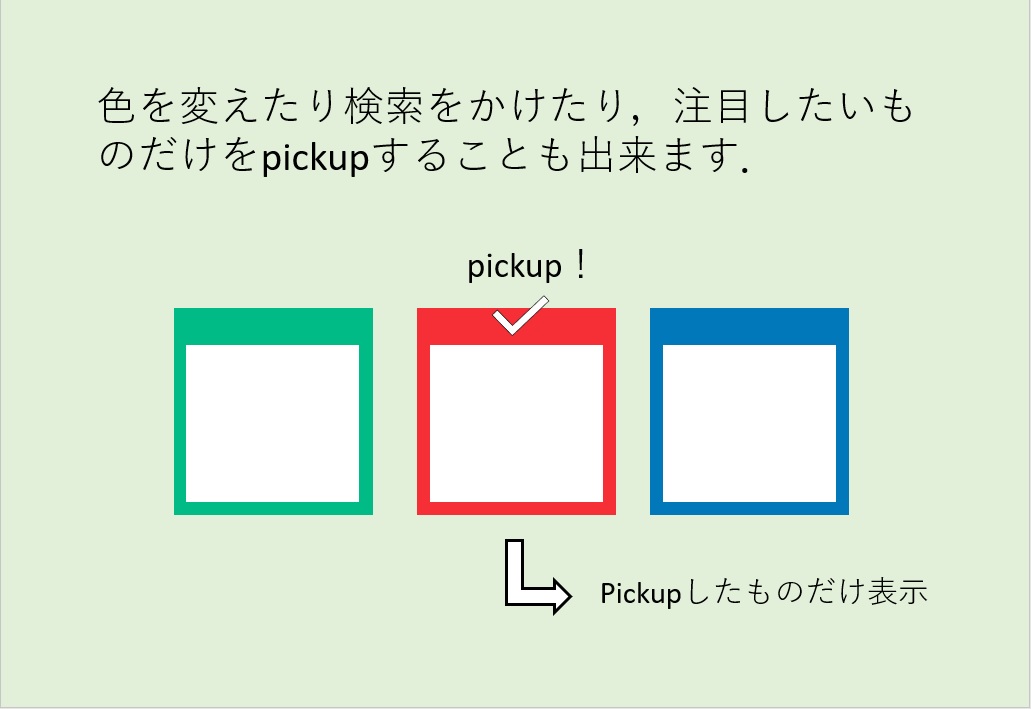 色を変えたり検索をかけたり，注目したいも
のだけをpickupすることも出来ます．
pickup！
Pickupしたものだけ表示